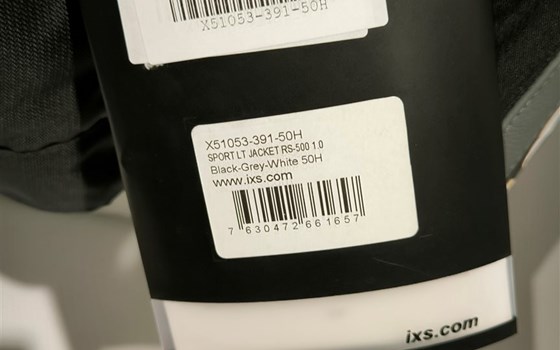 X51053-391-50H
X51053-391-50H
SPORT LT JACKET RS-500 1.0
Black-Grey-White 50H
www.ixs.com
7 630472 661657
ixs.com